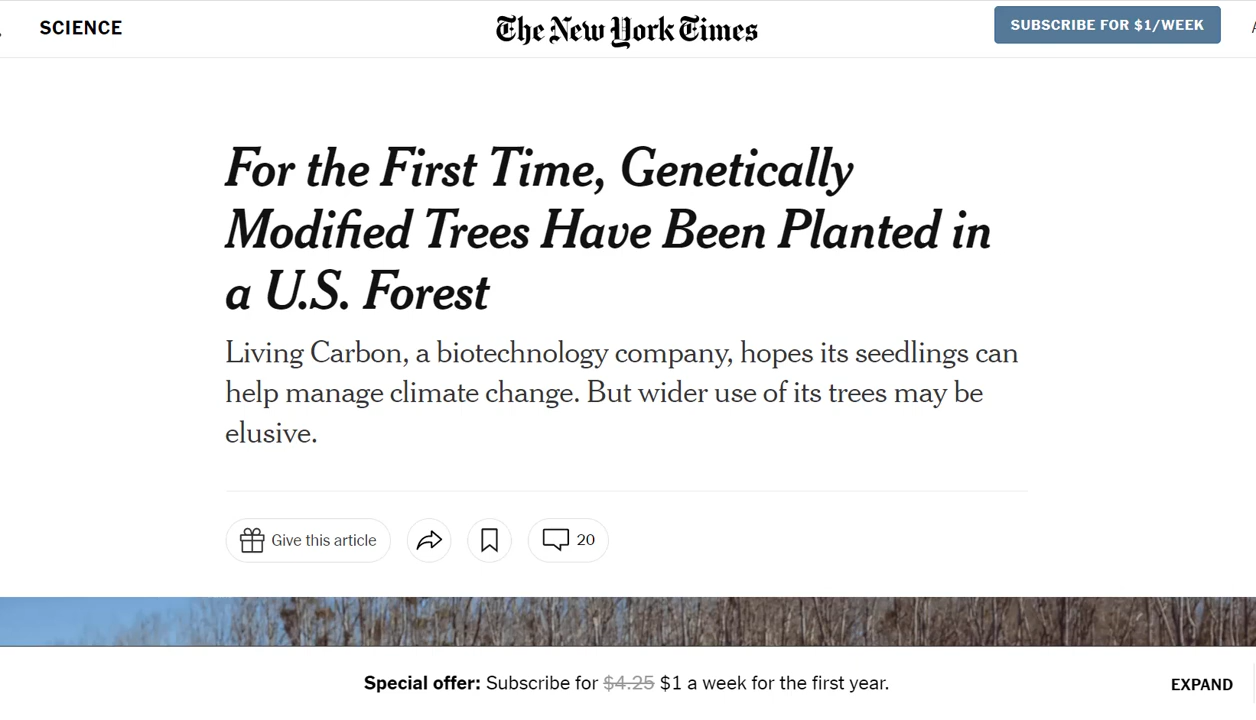 SCIENCE
The New York Times
SUBSCRIBE FOR $1/WEEK
For the First Time, Genetically
Modified Trees Have Been Planted in
a U.S. Forest
Living Carbon, a biotechnology company, hopes its seedlings can
help manage climate change. But wider use of its trees may be
elusive.
Give this article
20
Special offer: Subscribe for $4.25 $1 a week for the first year.
EXPAND